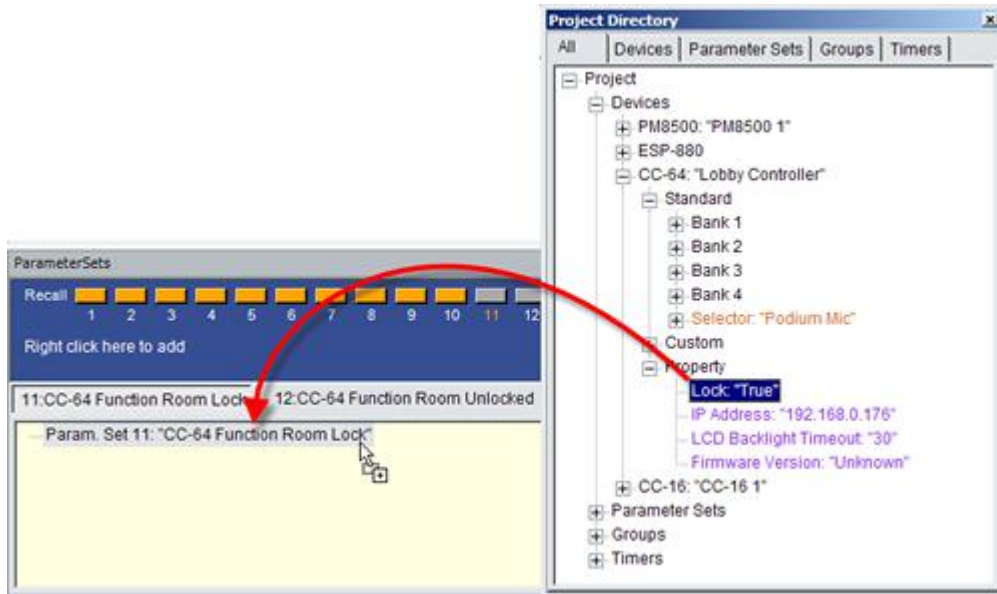 Project Directory
All
Devices
Parameter Sets
Groups
Timers
Project
Devices
PM8500: "PM8500 1"
ESP-880
CC-64: "Lobby Controller"
Standard
Bank 1
Bank 2
Bank 3
Bank 4
Selector: "Podium Mic"
Custom
Property
Lock: "True"
IP Address: "192.168.0.176"
LCD Backlight Timeout: "30"
Firmware Version: "Unknown"
CC-16: "CC-16 1"
Parameter Sets
Groups
Timers
ParameterSets
Recall
1 2 3 4 5 6 7 8 9 10 11 12
Right click here to add
11:CC-64 Function Room Lock
12:CC-64 Function Room Unlocked
Param. Set 11: "CC-64 Function Room Lock"